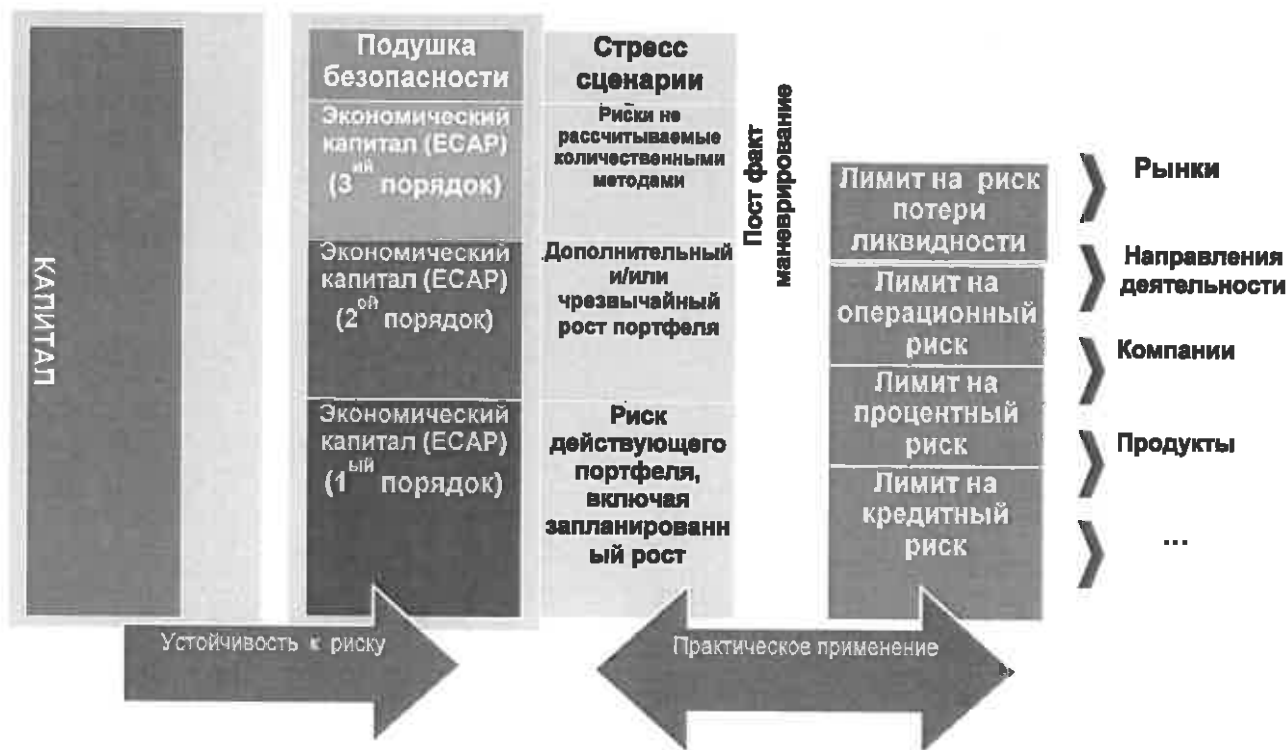 КАПИТАЛ
Подушка
безопасности
Экономический
капитал (ECAP)
(3ий порядок)
Экономический
капитал (ECAP)
(2ой порядок)
Экономический
капитал (ECAP)
(1ый порядок)
Стресс
сценарии
Риски не
рассчитываемые
количественными
методами
Дополнительный
и/или
чрезвычайный
рост портфеля
Риск
действующего
портфеля,
включая
запланированн
ый рост
Пост факт
маневрирование
Лимит на риск
потери
ликвидности
Лимит на
операционный
риск
Лимит на
процентный
риск
Лимит на
кредитный
риск
Рынки
Направления
деятельности
Компании
Продукты
...
Устойчивость к риску
Практическое применение